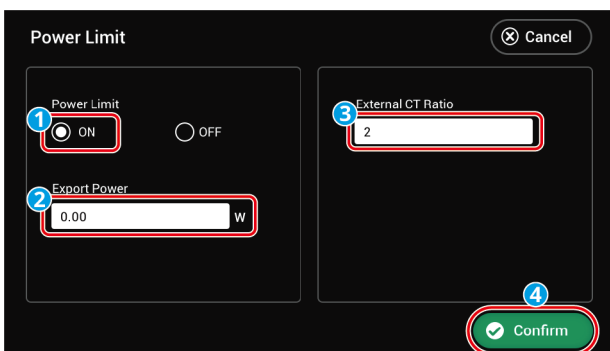 Power Limit
Cancel
Power Limit
1
ON
OFF
2
Export Power
0.00
W
3
External CT Ratio
2
4
Confirm